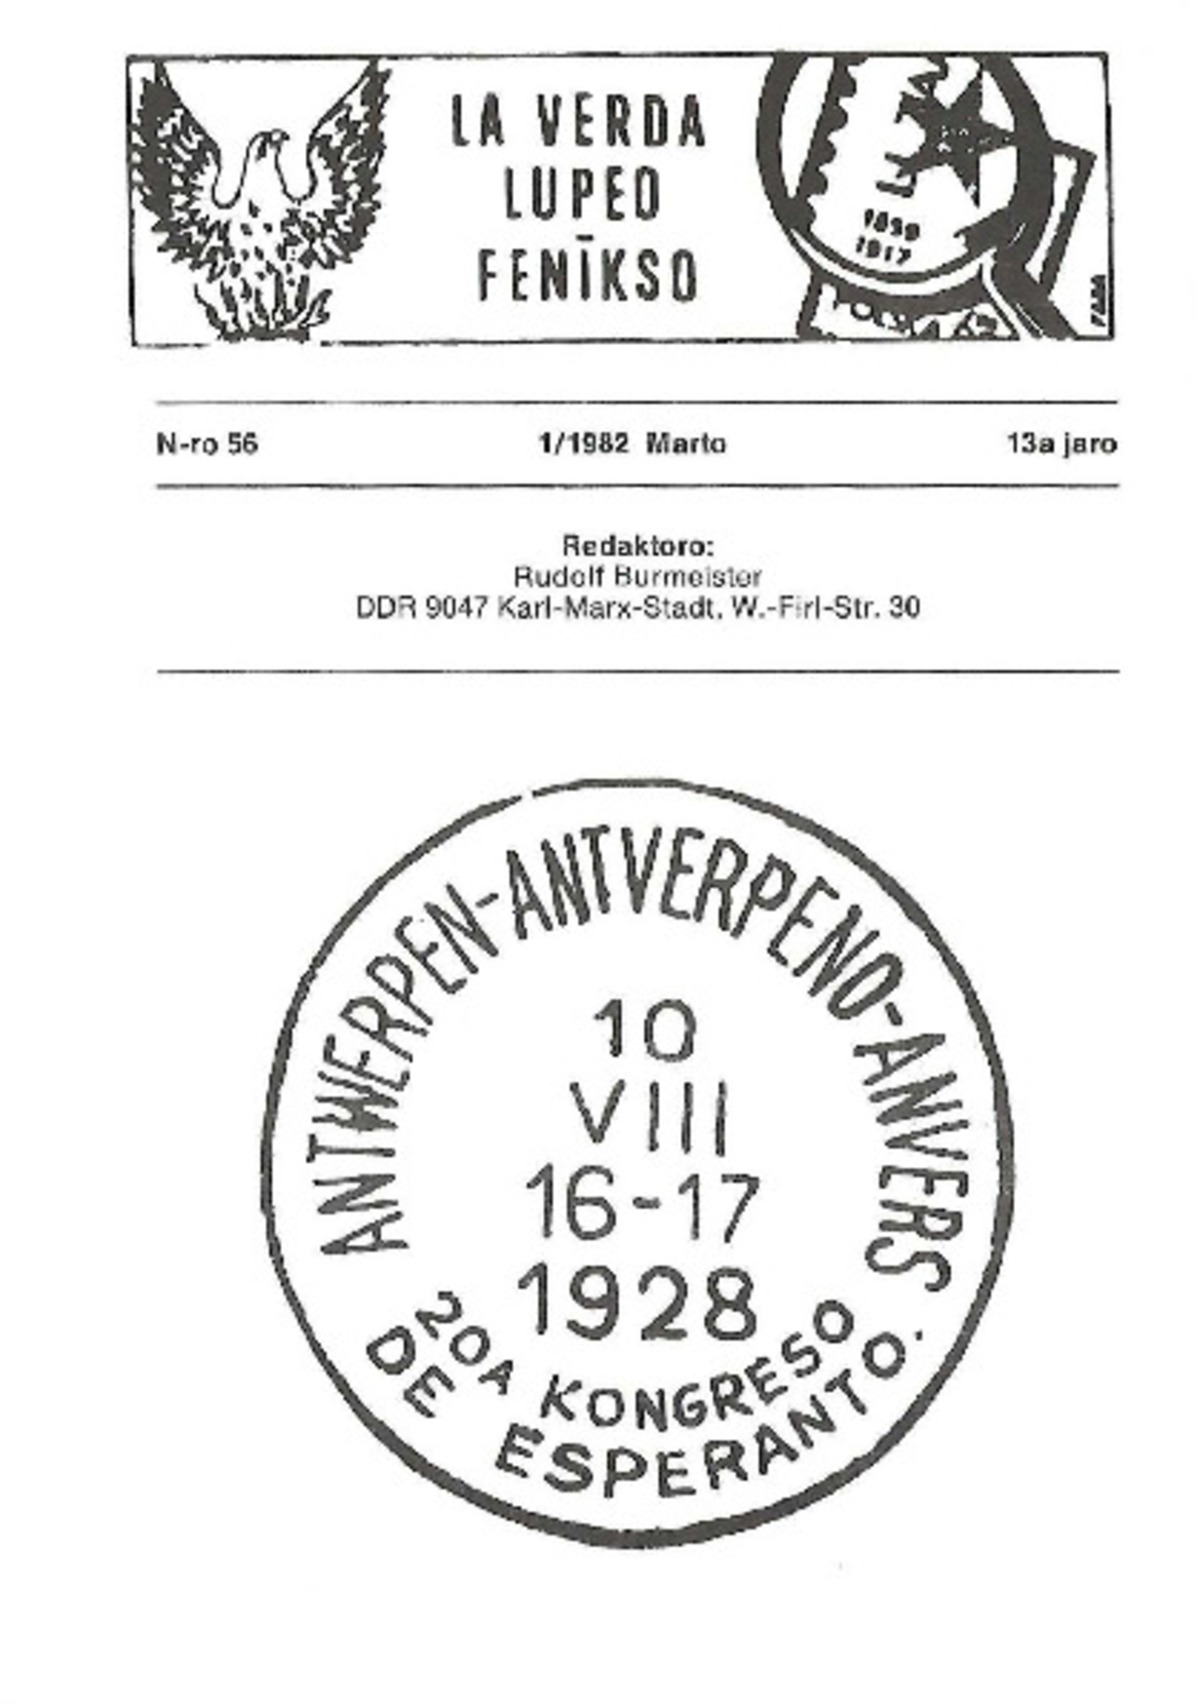 LA VERDA
LUPEO
FENĪKSO
1859
1917
N-ro 56 1/1982 Marto 13a jaro
Redaktoro:
Rudolf Burmeister
DDR 9047 Karl-Marx-Stadt, W.-Firl-Str. 30
ANTWERPEN-ANTVERPENO-ANVERS
10
VIII
16-17
1928
20A KONGRESO
DE ESPERANTO.